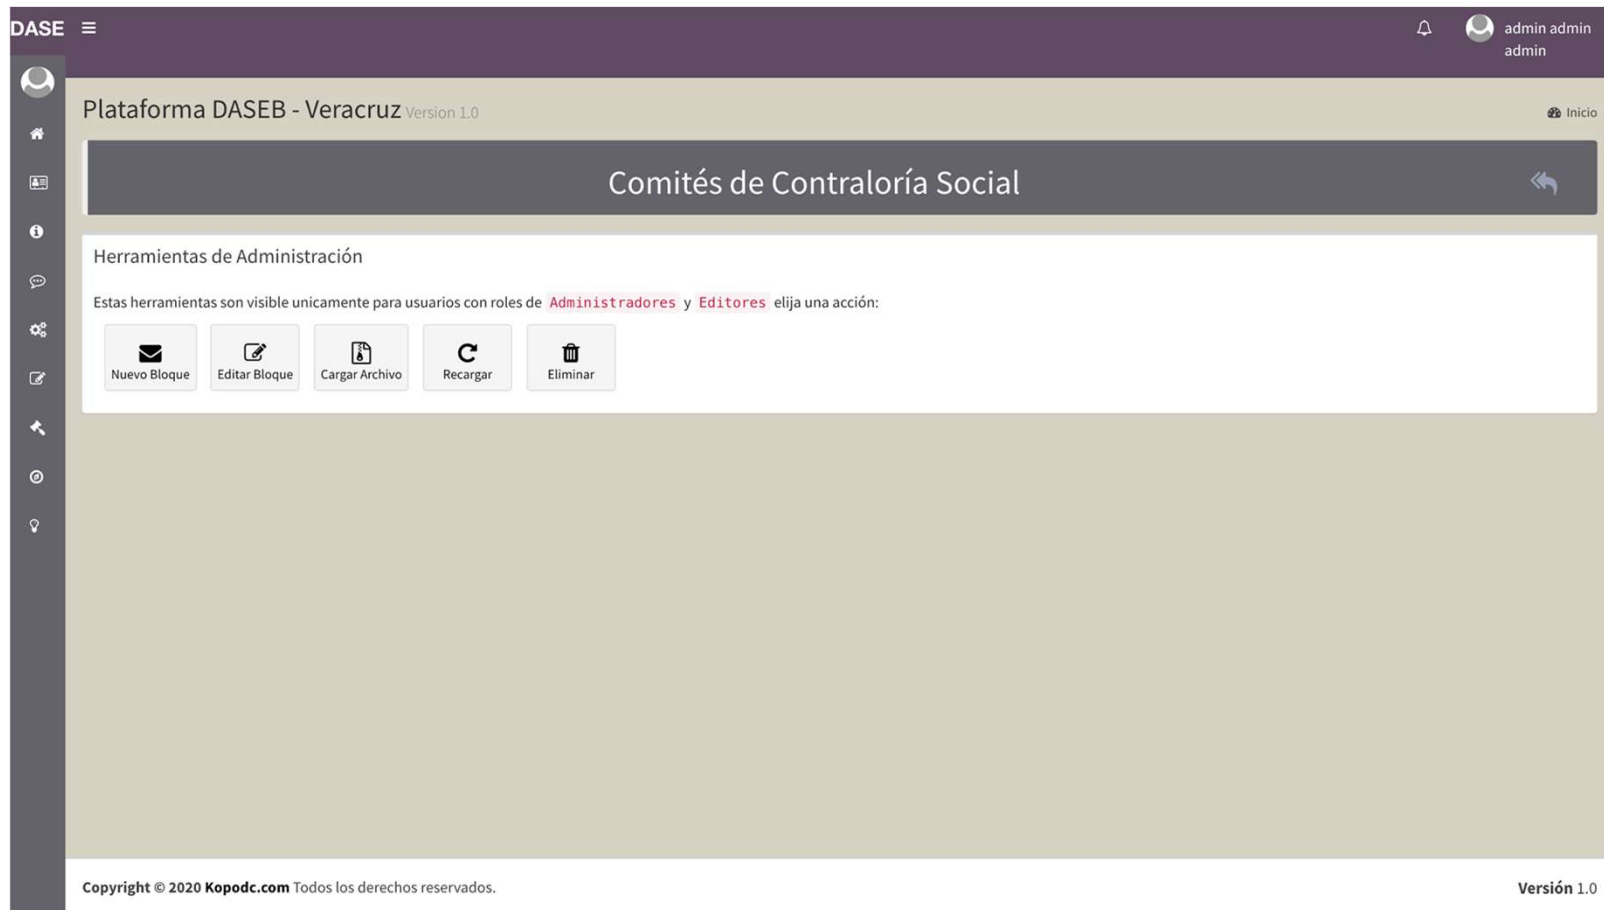 DASE
admin admin
admin
Plataforma DASEB - Veracruz Version 1.0
Inicio
Comités de Contraloría Social
Herramientas de Administración
Estas herramientas son visible unicamente para usuarios con roles de Administradores y Editores elija una acción:
Nuevo Bloque
Editar Bloque
Cargar Archivo
Recargar
Eliminar
Copyright © 2020 Kopodc.com Todos los derechos reservados.
Versión 1.0